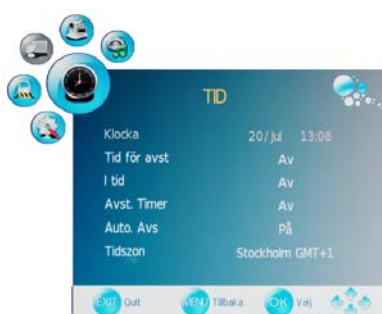 TID
Klocka 20/Jul 13:08
Tid för avst Av
I tid Av
Avst. Timer Av
Auto. Avs På
Tidszon Stockholm GMT+1
EXIT Quit MENU Tillbaka OK Valj